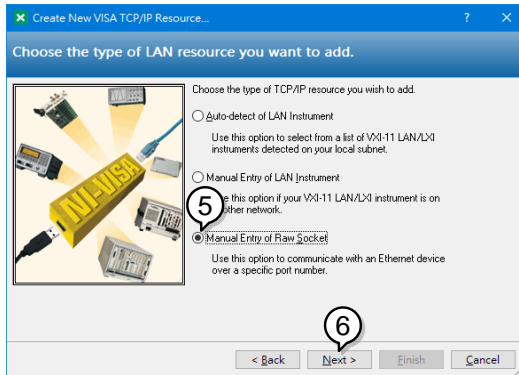 Create New VISA TCP/IP Resource...
Choose the type of LAN resource you want to add.
NI-VISA
Choose the type of TCP/IP resource you wish to add.
Auto-detect of LAN Instrument
Use this option to select from a list of VXI-11 LAN/LXI
instruments detected on your local subnet.
Manual Entry of LAN Instrument
this option if your VXI-11 LAN/LXI instrument is on
network.
5
Manual Entry of Raw Socket
Use this option to communicate with an Ethernet device
over a specific port number.
6
< Back Next > Finish Cancel